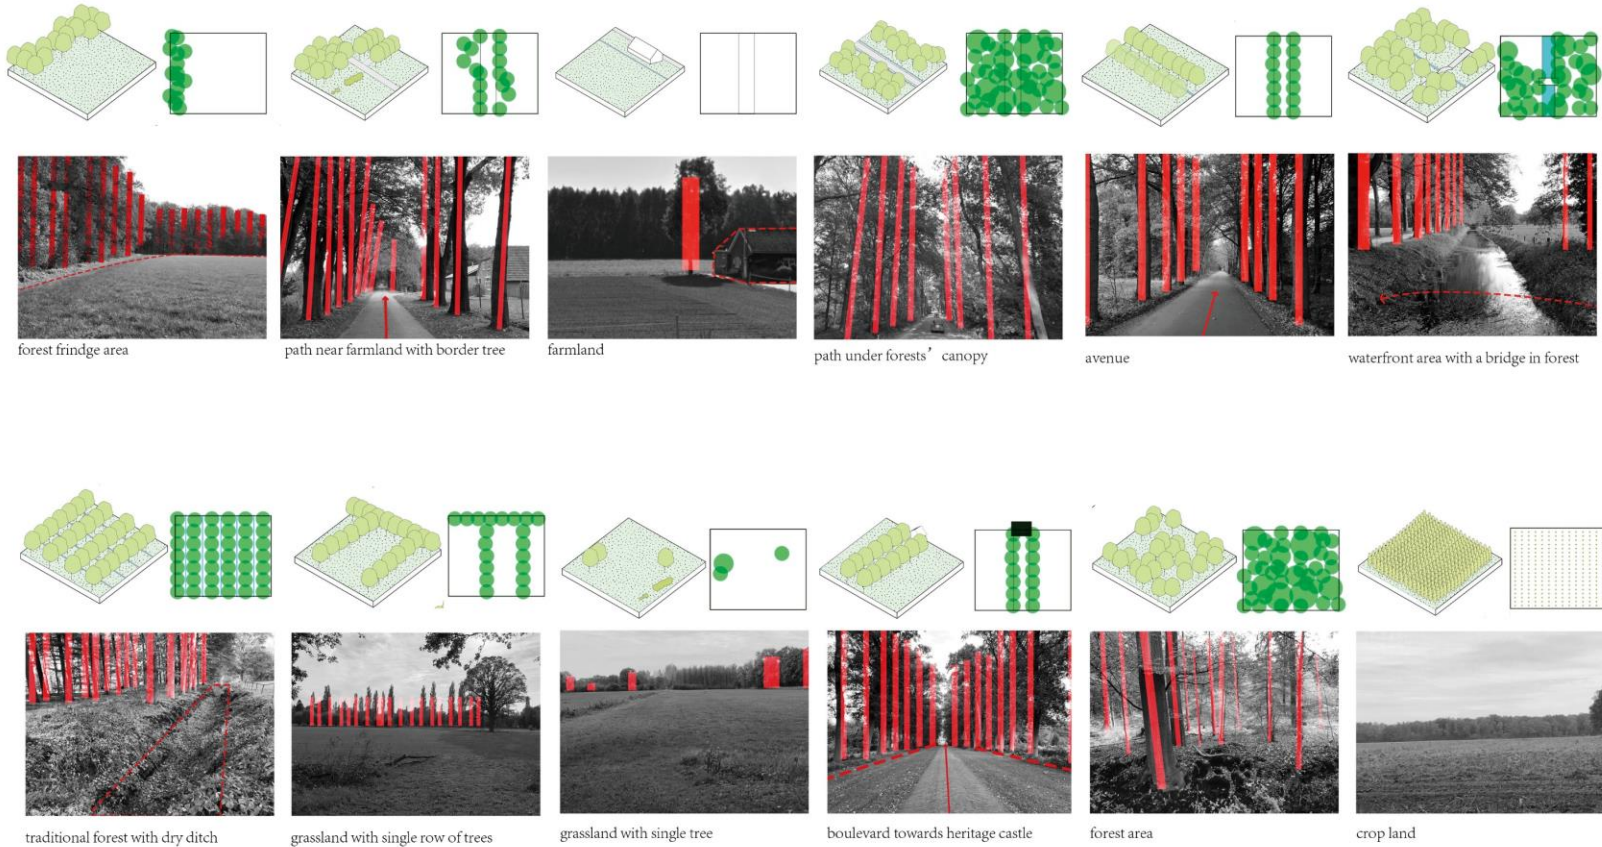 forest frindge area
path near farmland with border tree
farmland
path under forests’ canopy
avenue
waterfront area with a bridge in forest
traditional forest with dry ditch
grassland with single row of trees
grassland with single tree
boulevard towards heritage castle
forest area
crop land